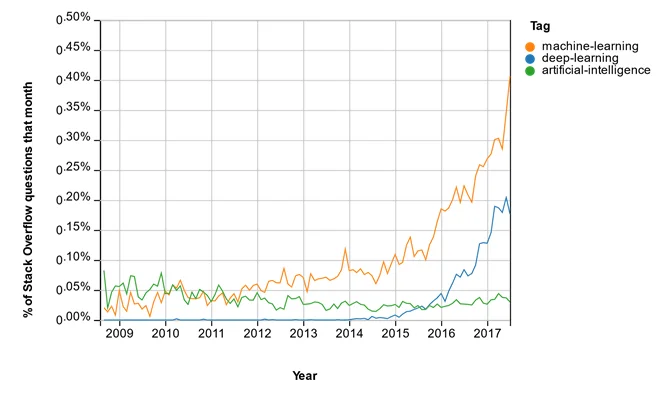 Tag
machine-learning
deep-learning
artificial-intelligence
% of Stack Overflow questions that month
0.50%
0.45%
0.40%
0.35%
0.30%
0.25%
0.20%
0.15%
0.10%
0.05%
0.00%
2009 2010 2011 2012 2013 2014 2015 2016 2017
Year